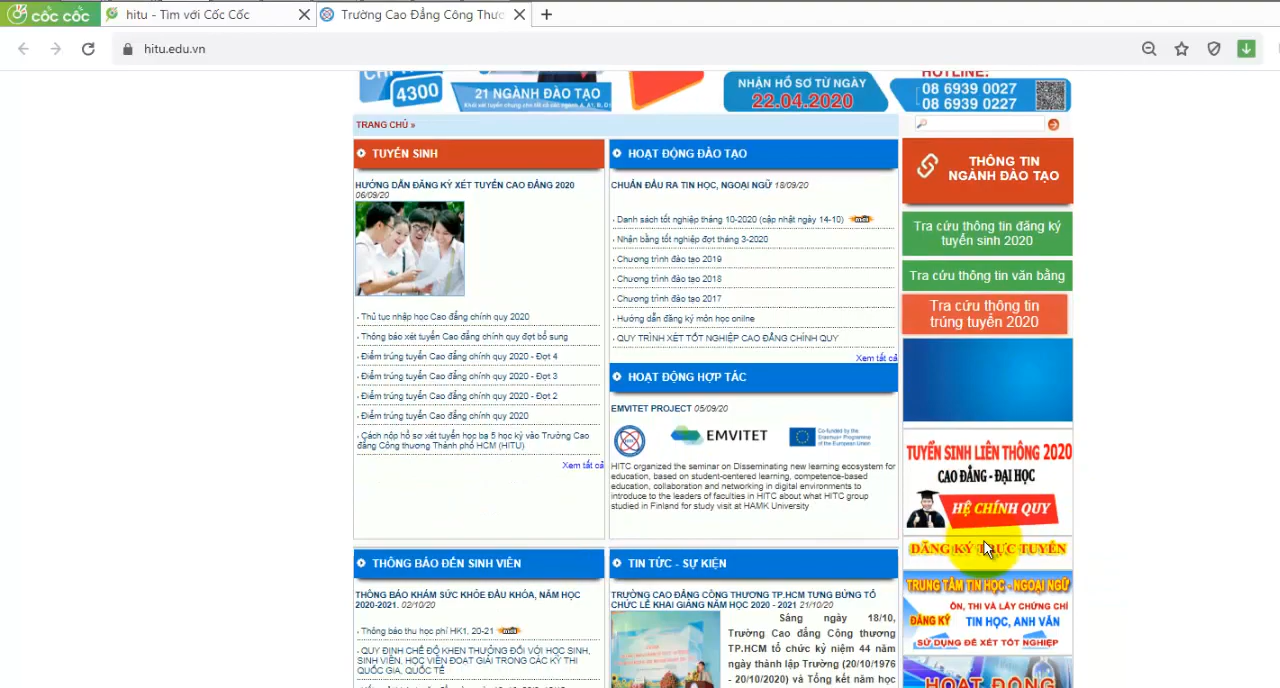 cốc cốc
hitu - Tìm với Cốc Cốc
Trường Cao Đẳng Công Thươ
hitu.edu.vn
4300
21 NGÀNH ĐÀO TẠO
NHẬN HỒ SƠ TỪ NGÀY
22.04.2020
HOTLINE:
08 6939 0027
08 6939 0227
TRANG CHỦ »
TUYỂN SINH
HƯỚNG DẪN ĐĂNG KÝ XÉT TUYỂN CAO ĐẲNG 2020
06/09/20
Thủ tục nhập học Cao đẳng chính quy 2020
Thông báo xét tuyển Cao đẳng chính quy đợt bổ sung
Điểm trúng tuyển Cao đẳng chính quy 2020 - Đợt 4
Điểm trúng tuyển Cao đẳng chính quy 2020 - Đợt 3
Điểm trúng tuyển Cao đẳng chính quy 2020 - Đợt 2
Điểm trúng tuyển Cao đẳng chính quy 2020
Cách nộp hồ sơ xét tuyển học bạ 5 học kỳ vào Trường Cao
đẳng Công thương Thành phố HCM (HITU)
Xem tất cả
HOẠT ĐỘNG ĐÀO TẠO
CHUẨN ĐẦU RA TIN HỌC, NGOẠI NGỮ 18/09/20
Danh sách tốt nghiệp tháng 10-2020 (cập nhật ngày 14-10) mới
Nhận bằng tốt nghiệp đợt tháng 3-2020
Chương trình đào tạo 2019
Chương trình đào tạo 2018
Chương trình đào tạo 2017
Hướng dẫn đăng ký môn học online
QUY TRÌNH XÉT TỐT NGHIỆP CAO ĐẲNG CHÍNH QUY
Xem tất cả
HOẠT ĐỘNG HỢP TÁC
EMVITET PROJECT 05/09/20
EMVITET
Co-funded by the
Erasmus+ Programme
of the European Union
HITC organized the seminar on Disseminating new learning ecosystem for
education, based on student-centered learning, competence-based
education, collaboration and networking in digital environments to
introduce to the leaders of faculties in HITC about what HITC group
studied in Finland for study visit at HAMK University
THÔNG TIN
NGÀNH ĐÀO TẠO
Tra cứu thông tin đăng ký
tuyển sinh 2020
Tra cứu thông tin văn bằng
Tra cứu thông tin
trúng tuyển 2020
TUYỂN SINH LIÊN THÔNG 2020
CAO ĐẲNG - ĐẠI HỌC
HỆ CHÍNH QUY
ĐĂNG KÝ TRỰC TUYẾN
TRUNG TÂM TIN HỌC - NGOẠI NGỮ
ÔN, THI VÀ LẤY CHỨNG CHỈ
ĐĂNG KÝ TIN HỌC, ANH VĂN
SỬ DỤNG ĐỂ XÉT TỐT NGHIỆP
HOẠT ĐỘNG
THÔNG BÁO ĐẾN SINH VIÊN
THÔNG BÁO KHÁM SỨC KHỎE ĐẦU KHÓA, NĂM HỌC
2020-2021. 02/10/20
Thông báo thu học phí HK1, 20-21 mới
QUY ĐỊNH CHẾ ĐỘ KHEN THƯỞNG ĐỐI VỚI HỌC SINH,
SINH VIÊN, HỌC VIÊN ĐOẠT GIẢI TRONG CÁC KỲ THI
QUỐC GIA, QUỐC TẾ
TIN TỨC - SỰ KIỆN
TRƯỜNG CAO ĐẲNG CÔNG THƯƠNG TP.HCM TƯNG BỪNG TỔ
CHỨC LỄ KHAI GIẢNG NĂM HỌC 2020 - 2021 21/10/20
Sáng ngày 18/10,
Trường Cao đẳng Công thương
TP.HCM tổ chức kỷ niệm 44 năm
ngày thành lập Trường (20/10/1976
- 20/10/2020) và Tổng kết năm học